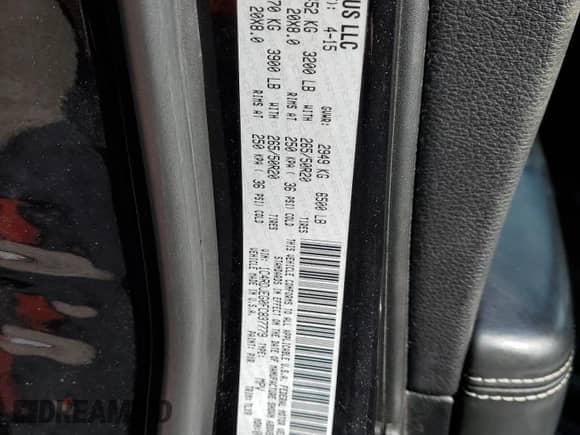 US LLC
): 4-15
GVWR: 2949 KG 6500 LB
52 KG 3200 LB WITH 265/50R20 TIRES
20X8.0 RIMS AT 250 KPA ( 36 PSI) COLD
70 KG 3900 LB WITH 265/50R20 TIRES
20X8.0 RIMS AT 250 KPA ( 36 PSI) COLD
THIS VEHICLE CONFORMS TO ALL APPLICABLE U.S.A. FEDERAL MOTOR
STANDARDS IN EFFECT ON THE DATE OF MANUFACTURE SHOWN
TYPE: MPV
VEHICLE MADE IN U.S.A. PAINT:
DREAM